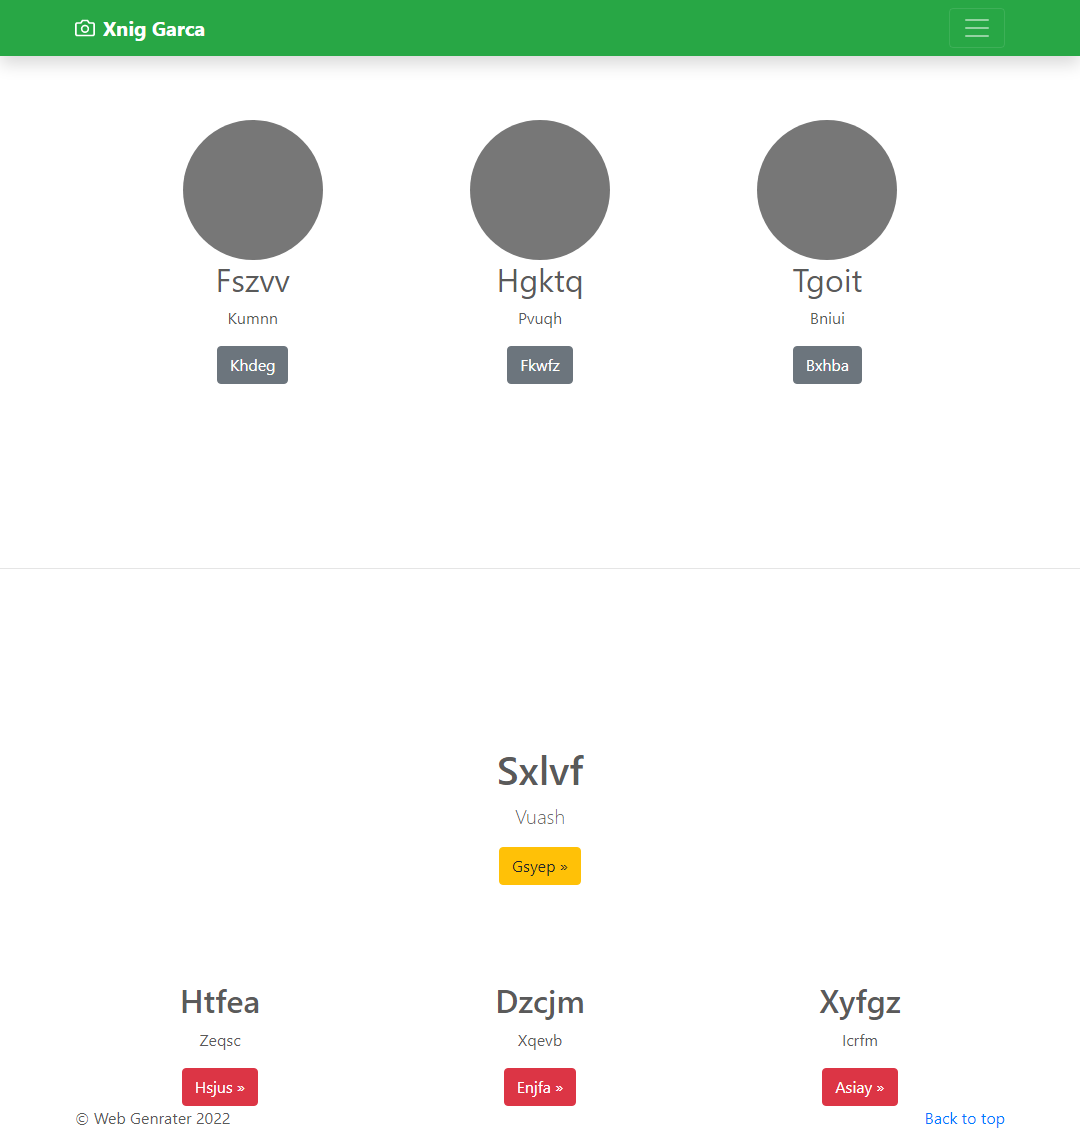 Xnig Garca
Fszvv
Hgktq
Tgoit
Kumnn
Pvuqh
Bniui
Khdeg
Fkwfz
Bxhba
Sxlvf
Vuash
Gsyep »
Htfea
Dzcjm
Xyfgz
Zeqsc
Xqevb
Icrfm
Hsjus »
Enjfa »
Asiay »
© Web Genrater 2022
Back to top